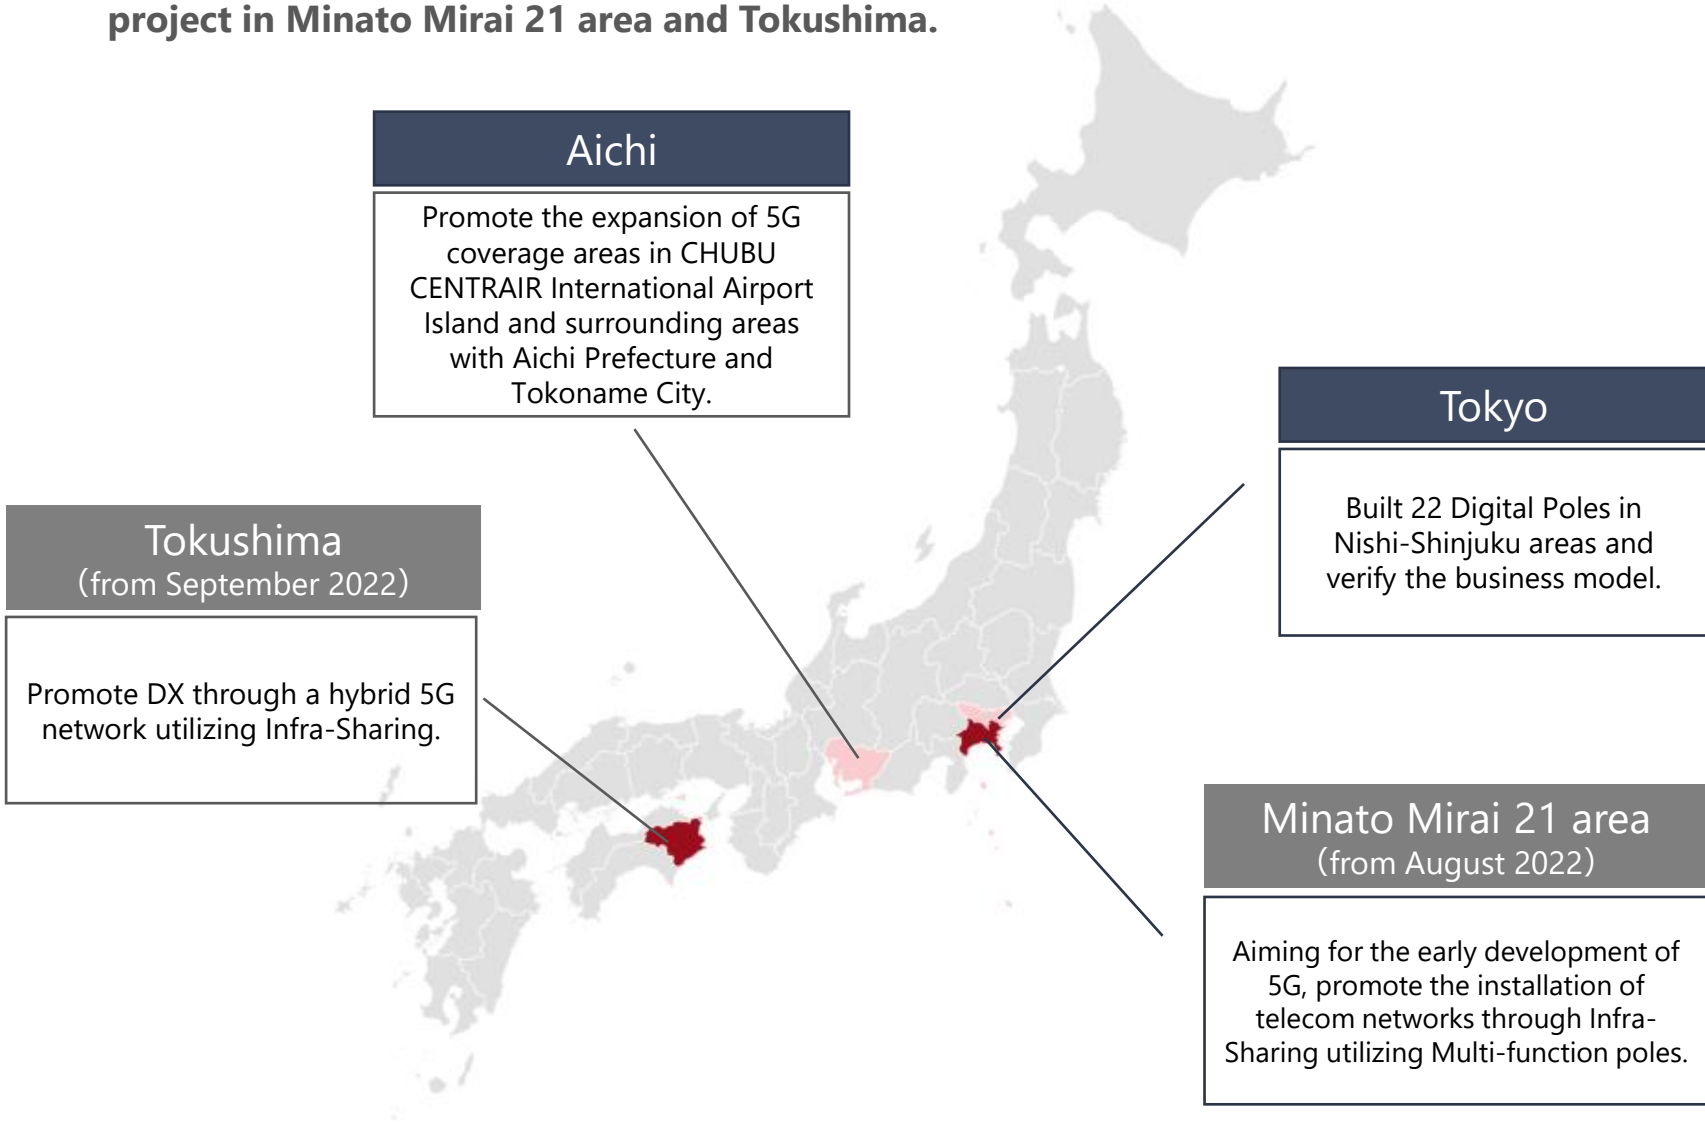 project in Minato Mirai 21 area and Tokushima.
Aichi
Promote the expansion of 5G
coverage areas in CHUBU
CENTRAIR International Airport
Island and surrounding areas
with Aichi Prefecture and
Tokoname City.
Tokyo
Built 22 Digital Poles in
Nishi-Shinjuku areas and
verify the business model.
Tokushima
（from September 2022）
Promote DX through a hybrid 5G
network utilizing Infra-Sharing.
Minato Mirai 21 area
（from August 2022）
Aiming for the early development of
5G, promote the installation of
telecom networks through Infra-
Sharing utilizing Multi-function poles.